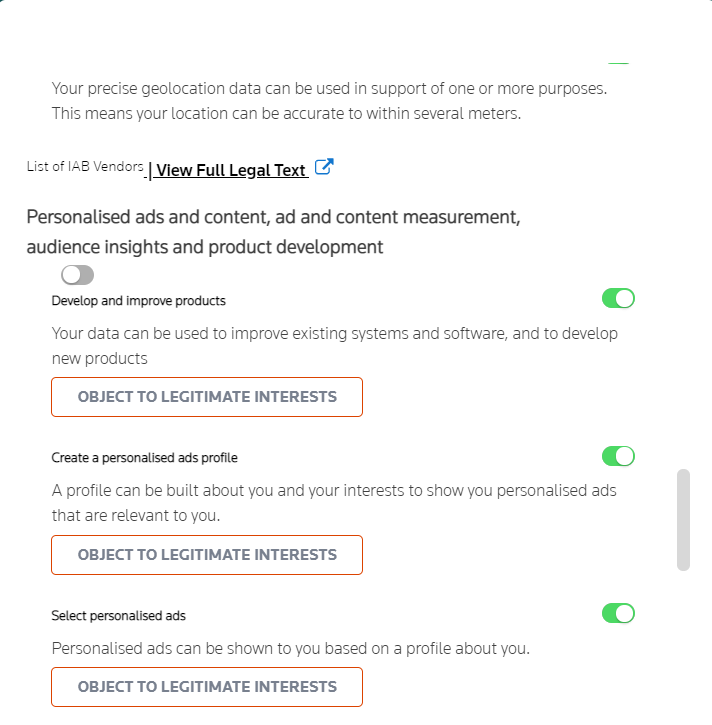 Your precise geolocation data can be used in support of one or more purposes.
This means your location can be accurate to within several meters.
List of IAB Vendors | View Full Legal Text
Personalised ads and content, ad and content measurement,
audience insights and product development
Develop and improve products
Your data can be used to improve existing systems and software, and to develop
new products
OBJECT TO LEGITIMATE INTERESTS
Create a personalised ads profile
A profile can be built about you and your interests to show you personalised ads
that are relevant to you.
OBJECT TO LEGITIMATE INTERESTS
Select personalised ads
Personalised ads can be shown to you based on a profile about you.
OBJECT TO LEGITIMATE INTERESTS